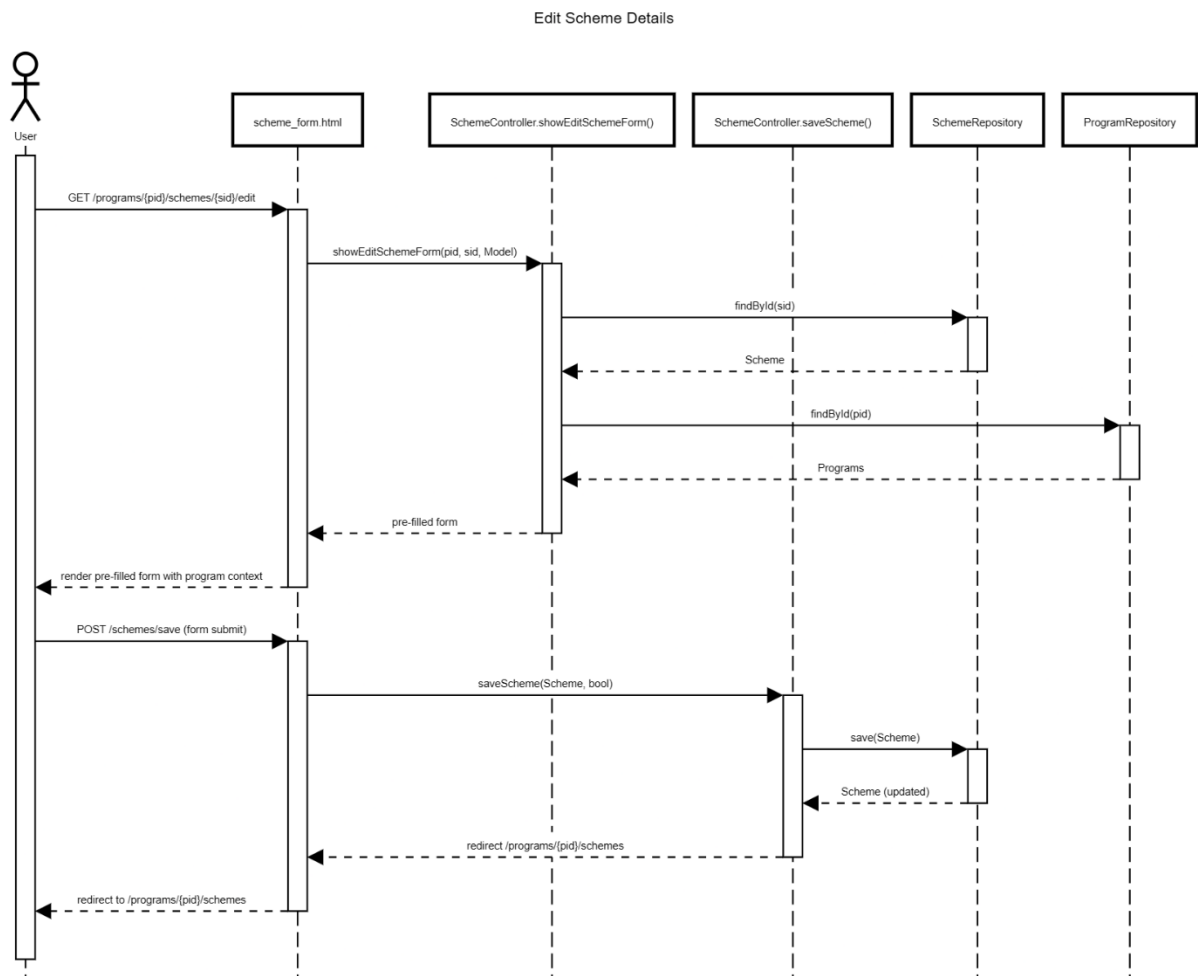 Edit Scheme Details
User
scheme_form.html
SchemeController.showEditSchemeForm()
SchemeController.saveScheme()
SchemeRepository
ProgramRepository
GET /programs/{pid}/schemes/{sid}/edit
showEditSchemeForm(pid, sid, Model)
findById(sid)
Scheme
findById(pid)
Programs
pre-filled form
render pre-filled form with program context
POST /schemes/save (form submit)
saveScheme(Scheme, bool)
save(Scheme)
Scheme (updated)
redirect /programs/{pid}/schemes
redirect to /programs/{pid}/schemes